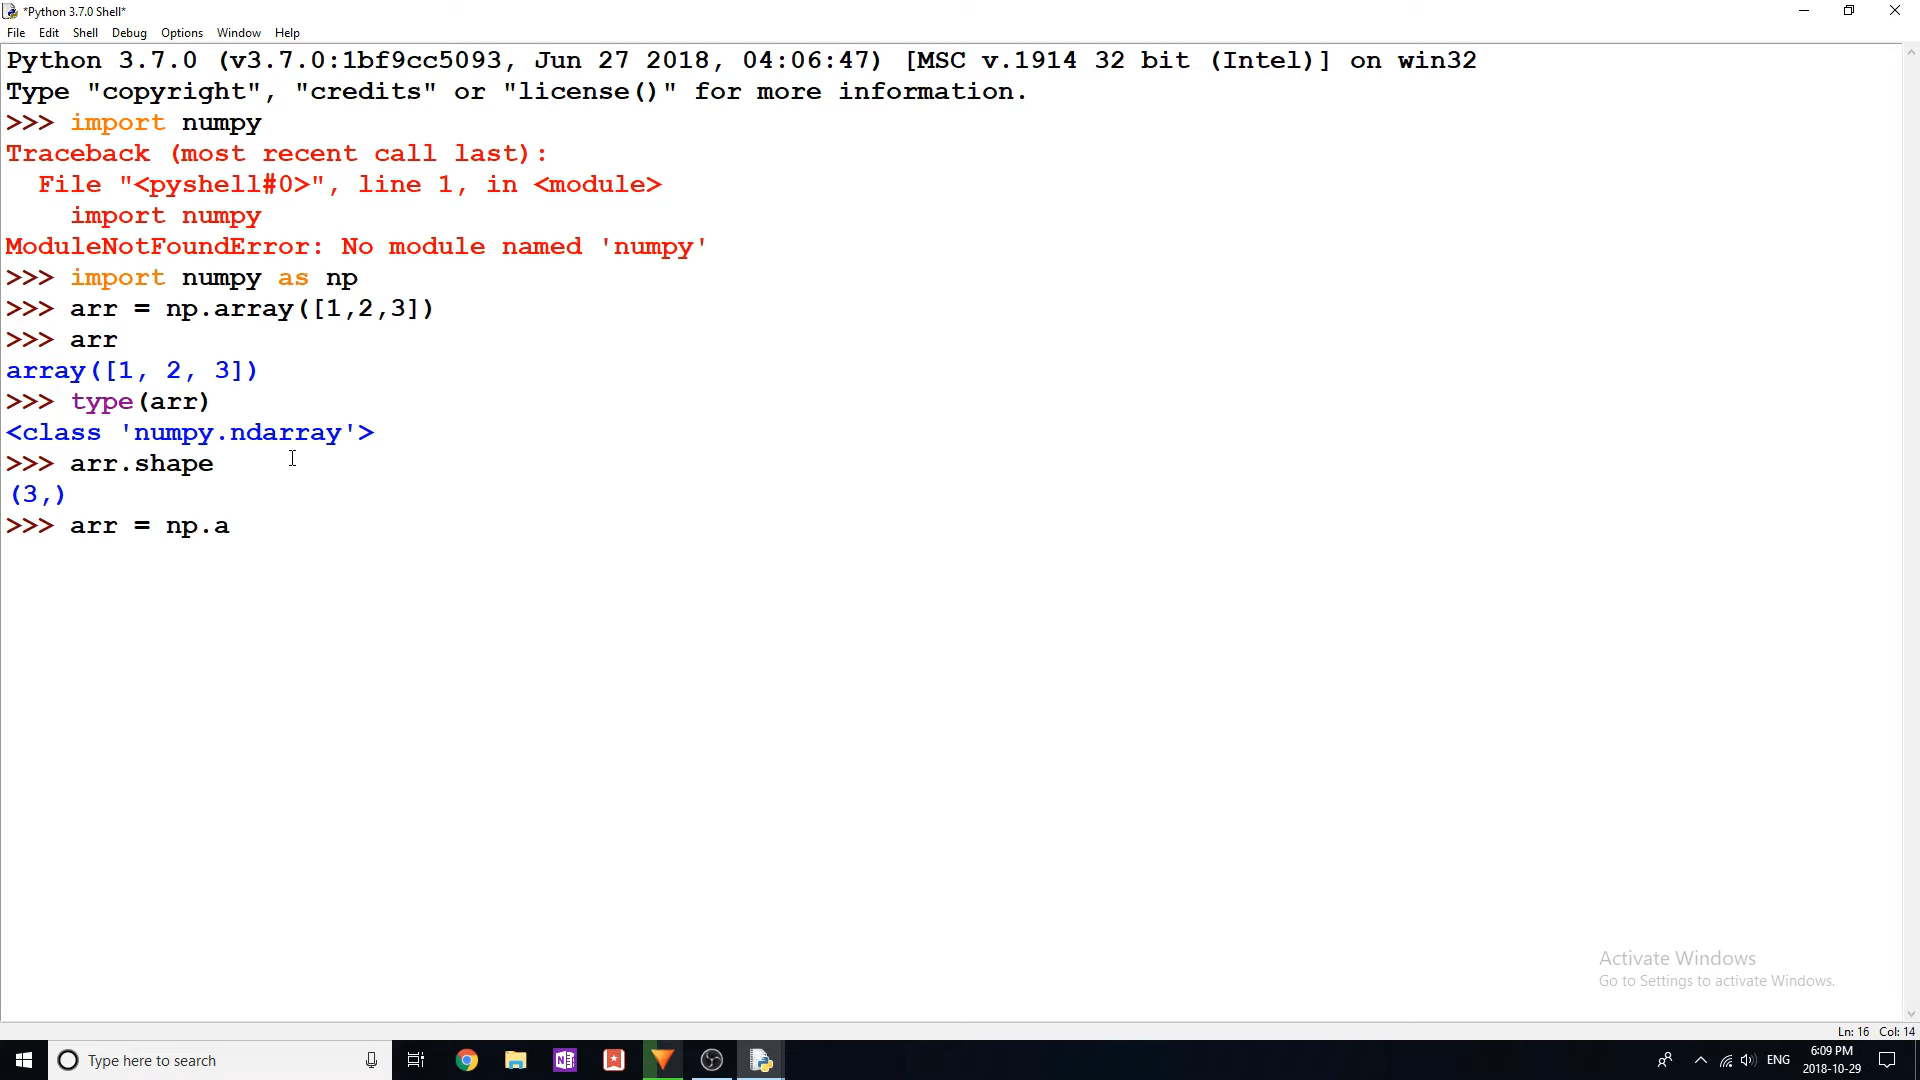 *Python 3.7.0 Shell*
File Edit Shell Debug Options Window Help
Python 3.7.0 (v3.7.0:1bf9cc5093, Jun 27 2018, 04:06:47) [MSC v.1914 32 bit (Intel)] on win32
Type "copyright", "credits" or "license()" for more information.
>>> import numpy
Traceback (most recent call last):
  File "<pyshell#0>", line 1, in <module>
    import numpy
ModuleNotFoundError: No module named 'numpy'
>>> import numpy as np
>>> arr = np.array([1,2,3])
>>> arr
array([1, 2, 3])
>>> type(arr)
<class 'numpy.ndarray'>
>>> arr.shape
(3,)
>>> arr = np.a
Activate Windows
Go to Settings to activate Windows.
Ln: 16 Col: 14
Type here to search
ENG
6:09 PM
2018-10-29